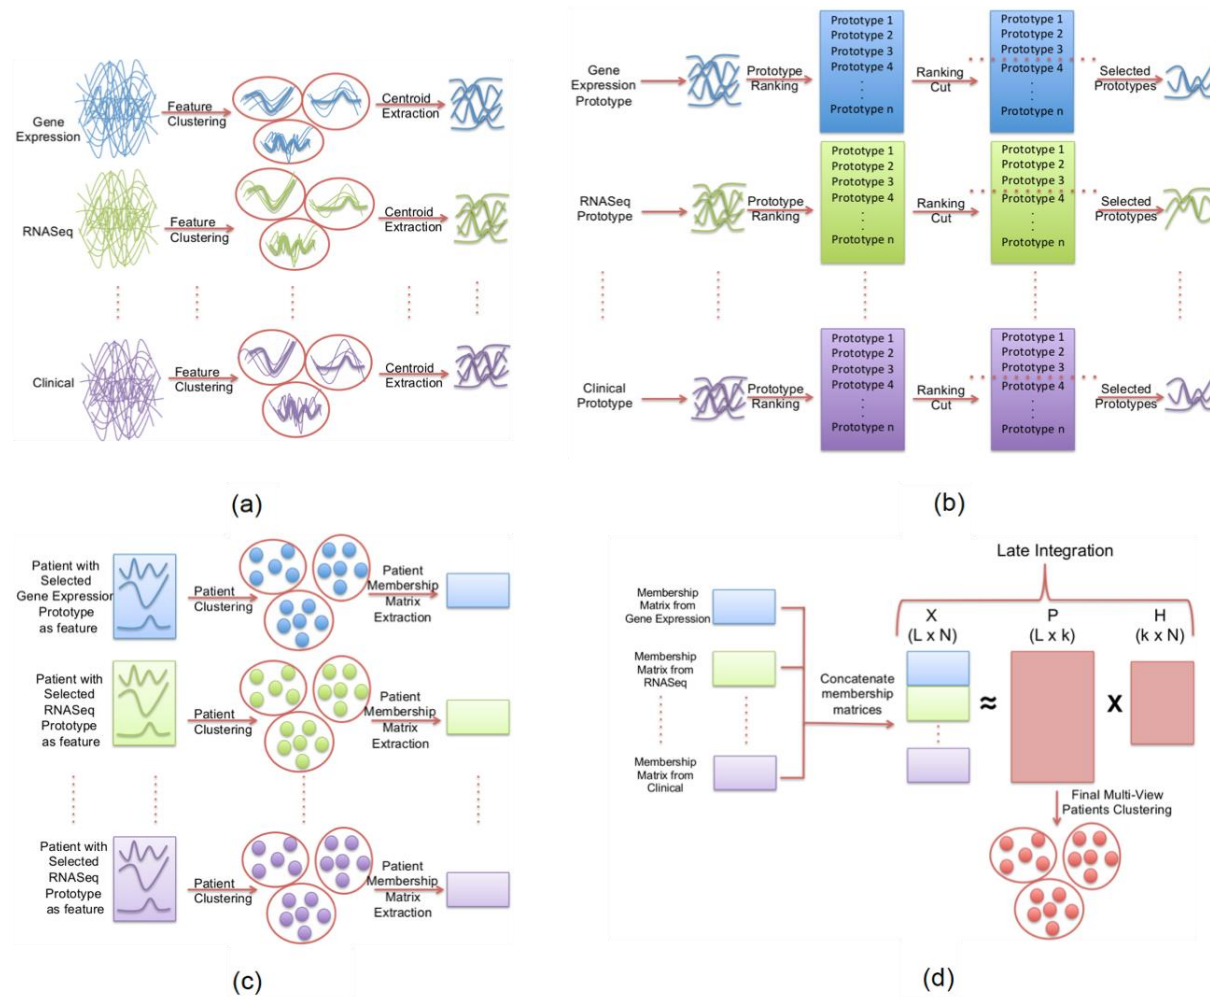 Gene
Expression
Feature
Clustering
Centroid
Extraction
RNASeq
Feature
Clustering
Centroid
Extraction
Clinical
Feature
Clustering
Centroid
Extraction
(a)
Gene
Expression
Prototype
Prototype
Ranking
Prototype 1
Prototype 2
Prototype 3
Prototype 4
Prototype n
Ranking
Cut
Prototype 1
Prototype 2
Prototype 3
Prototype 4
Prototype n
Selected
Prototypes
RNASeq
Prototype
Prototype
Ranking
Prototype 1
Prototype 2
Prototype 3
Prototype 4
Prototype n
Ranking
Cut
Prototype 1
Prototype 2
Prototype 3
Prototype 4
Prototype n
Selected
Prototypes
Clinical
Prototype
Prototype
Ranking
Prototype 1
Prototype 2
Prototype 3
Prototype 4
Prototype n
Ranking
Cut
Prototype 1
Prototype 2
Prototype 3
Prototype 4
Prototype n
Selected
Prototypes
(b)
Patient with
Selected
Gene Expression
Prototype
as feature
Patient
Clustering
Patient
Membership
Matrix
Extraction
Patient with
Selected
RNASeq
Prototype
as feature
Patient
Clustering
Patient
Membership
Matrix
Extraction
Patient with
Selected
RNASeq
Prototype
as feature
Patient
Clustering
Patient
Membership
Matrix
Extraction
(c)
Late Integration
Membership
Matrix from
Gene Expression
Membership
Matrix from
RNASeq
Membership
Matrix from
Clinical
Concatenate
membership
matrices
X
(L x N)
≈
P
(L x k)
X
H
(k x N)
Final Multi-View
Patients Clustering
(d)